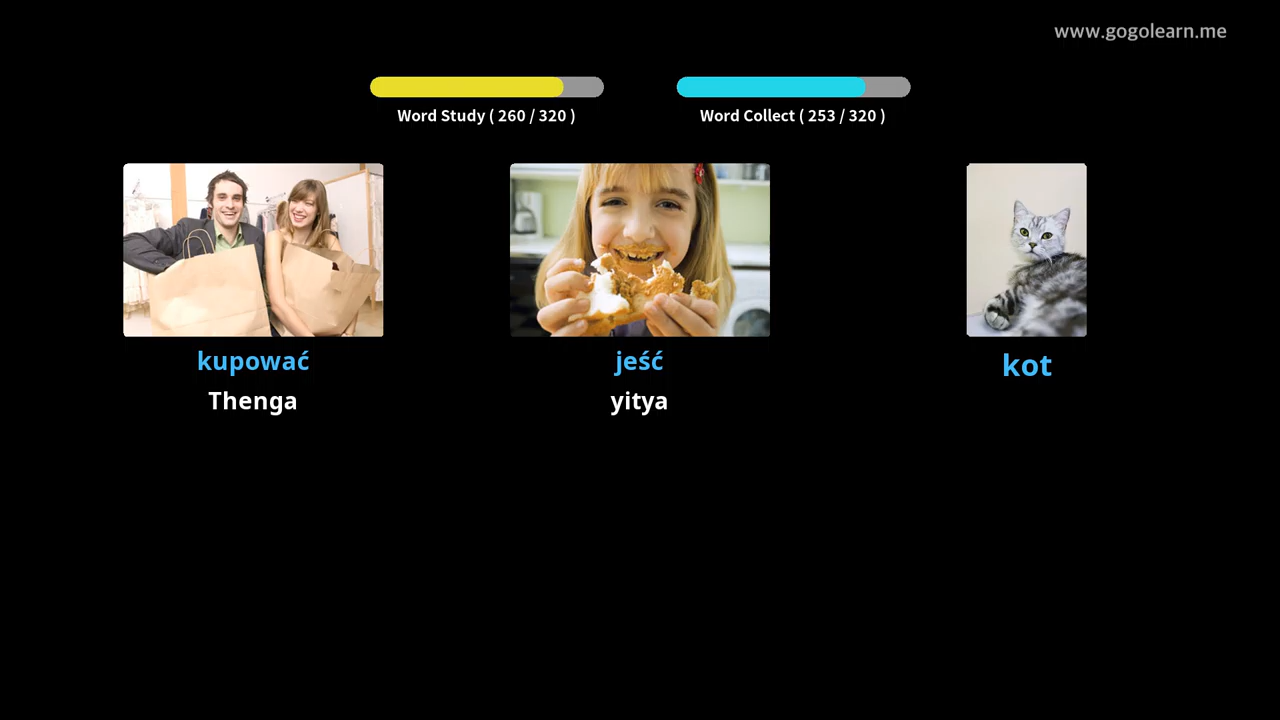 www.gogolearn.me
Word Study ( 260 / 320 )
Word Collect ( 253 / 320 )
kupować
Thenga
jeść
yitya
kot